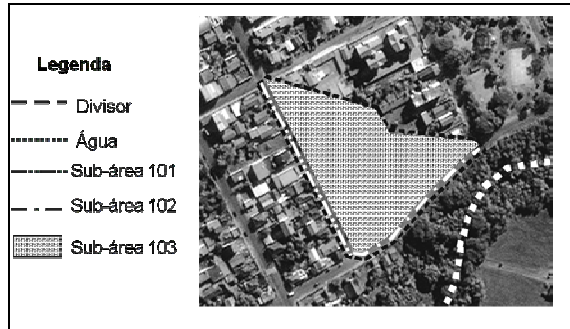 Legenda
Divisor
Água
Sub-área 101
Sub-área 102
Sub-área 103